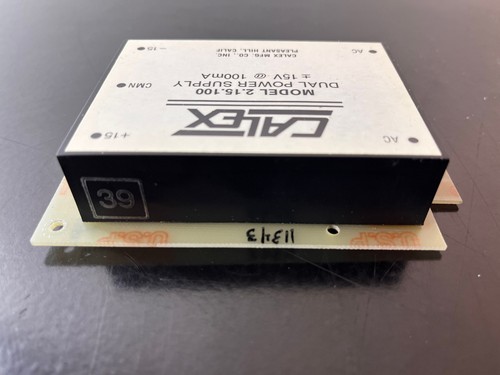 CALEX
MODEL 2.15.100
DUAL POWER SUPPLY
± 15V @ 100mA
CALEX MFG. CO., INC
PLEASANT HILL, CALIF
AC
AC
+15
CMN
-15
39
11343